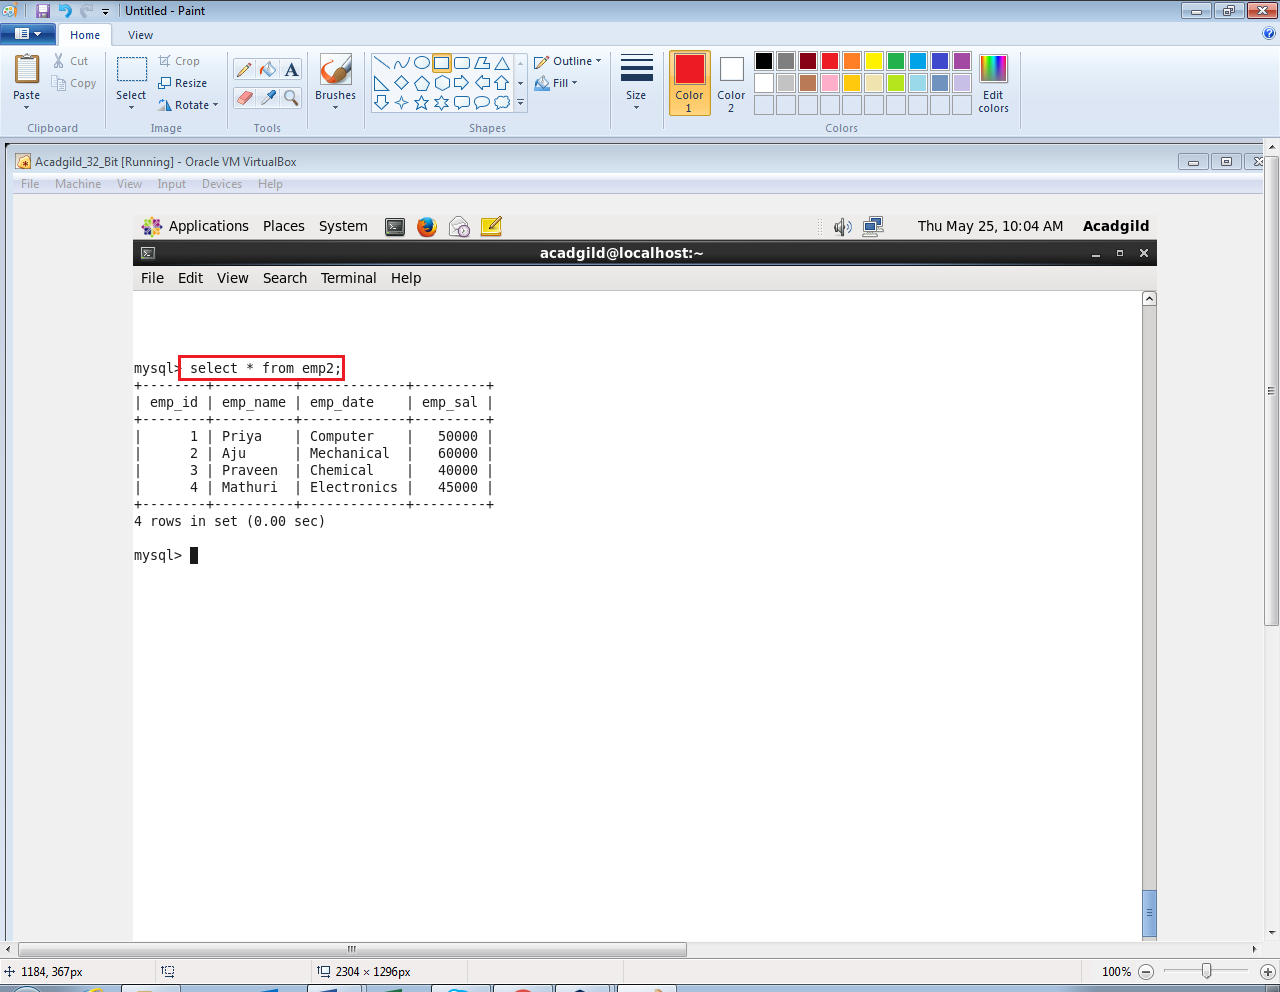 Untitled - Paint
Home View
Paste Cut Copy Clipboard
Select Crop Resize Rotate Image
Tools
Brushes
Outline Fill Shapes
Size
Color 1 Color 2 Edit colors Colors
Acadgild_32_Bit [Running] - Oracle VM VirtualBox
File Machine View Input Devices Help
Applications Places System Thu May 25, 10:04 AM Acadgild
acadgild@localhost:~
File Edit View Search Terminal Help
mysql> select * from emp2;
+--------+----------+-------------+---------+
| emp_id | emp_name | emp_date    | emp_sal |
+--------+----------+-------------+---------+
|      1 | Priya    | Computer    |   50000 |
|      2 | Aju      | Mechanical  |   60000 |
|      3 | Praveen  | Chemical    |   40000 |
|      4 | Mathuri  | Electronics |   45000 |
+--------+----------+-------------+---------+
4 rows in set (0.00 sec)
mysql>
1184, 367px 2304 × 1296px 100%